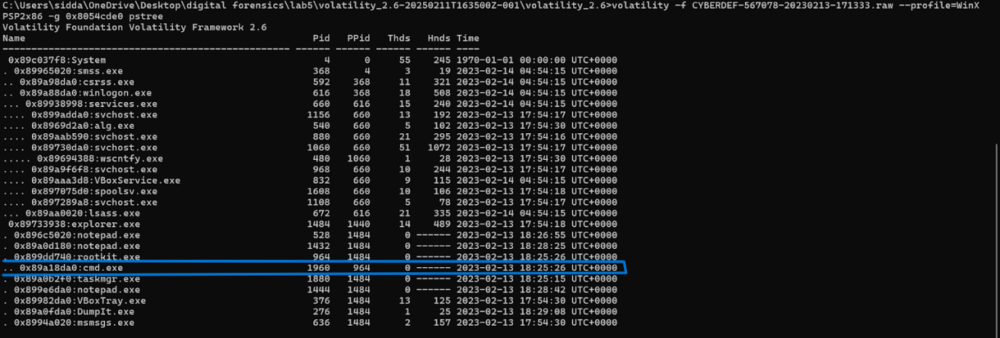 C:\Users\sidda\OneDrive\Desktop\digital forensics\lab5\volatility_2.6-20250211T163500Z-001\volatility_2.6>volatility -f CYBERDEF-567078-20230213-171333.raw --profile=WinX
PSP2x86 -g 0x8054cde0 pstree
Volatility Foundation Volatility Framework 2.6
Name                                                  Pid   PPid   Thds   Hnds Time
-------------------------------------------------- ------ ------ ------ ------ ----
 0x89c037f8:System                                      4      0     55    245 1970-01-01 00:00:00 UTC+0000
. 0x89965020:smss.exe                                 368      4      3     19 2023-02-14 04:54:15 UTC+0000
.. 0x89a98da0:csrss.exe                               592    368     11    321 2023-02-14 04:54:15 UTC+0000
.. 0x89a88da0:winlogon.exe                            616    368     18    508 2023-02-14 04:54:15 UTC+0000
... 0x89938998:services.exe                           660    616     15    240 2023-02-14 04:54:15 UTC+0000
.... 0x899adda0:svchost.exe                          1156    660     13    192 2023-02-13 17:54:17 UTC+0000
.... 0x8969d2a0:alg.exe                               540    660      5    102 2023-02-13 17:54:30 UTC+0000
.... 0x89aab590:svchost.exe                           880    660     21    295 2023-02-13 17:54:16 UTC+0000
.... 0x89730da0:svchost.exe                          1060    660     51   1072 2023-02-13 17:54:17 UTC+0000
..... 0x89694388:wscntfy.exe                          480   1060      1     28 2023-02-13 17:54:30 UTC+0000
.... 0x89a9f6f8:svchost.exe                           968    660     10    244 2023-02-13 17:54:17 UTC+0000
.... 0x89aaa3d8:VBoxService.exe                       832    660      9    115 2023-02-14 04:54:15 UTC+0000
.... 0x897075d0:spoolsv.exe                          1608    660     10    106 2023-02-13 17:54:18 UTC+0000
.... 0x897289a8:svchost.exe                          1108    660      5     78 2023-02-13 17:54:17 UTC+0000
... 0x89aa0020:lsass.exe                              672    616     21    335 2023-02-14 04:54:15 UTC+0000
 0x89733938:explorer.exe                             1484   1440     14    489 2023-02-13 17:54:18 UTC+0000
. 0x896c5020:notepad.exe                              528   1484      0 ------ 2023-02-13 18:26:55 UTC+0000
. 0x89a0d180:notepad.exe                             1432   1484      0 ------ 2023-02-13 18:28:25 UTC+0000
. 0x899dd740:rootkit.exe                              964   1484      0 ------ 2023-02-13 18:25:26 UTC+0000
.. 0x89a18da0:cmd.exe                                1960    964      0 ------ 2023-02-13 18:25:26 UTC+0000
. 0x89a0b2f0:taskmgr.exe                             1880   1484      0 ------ 2023-02-13 18:25:15 UTC+0000
. 0x899e6da0:notepad.exe                             1444   1484      0 ------ 2023-02-13 18:28:42 UTC+0000
. 0x89982da0:VBoxTray.exe                             376   1484     13    125 2023-02-13 17:54:30 UTC+0000
. 0x89a0fda0:DumpIt.exe                               276   1484      1     25 2023-02-13 18:29:08 UTC+0000
. 0x8994a020:msmsgs.exe                               636   1484      2    157 2023-02-13 17:54:30 UTC+0000